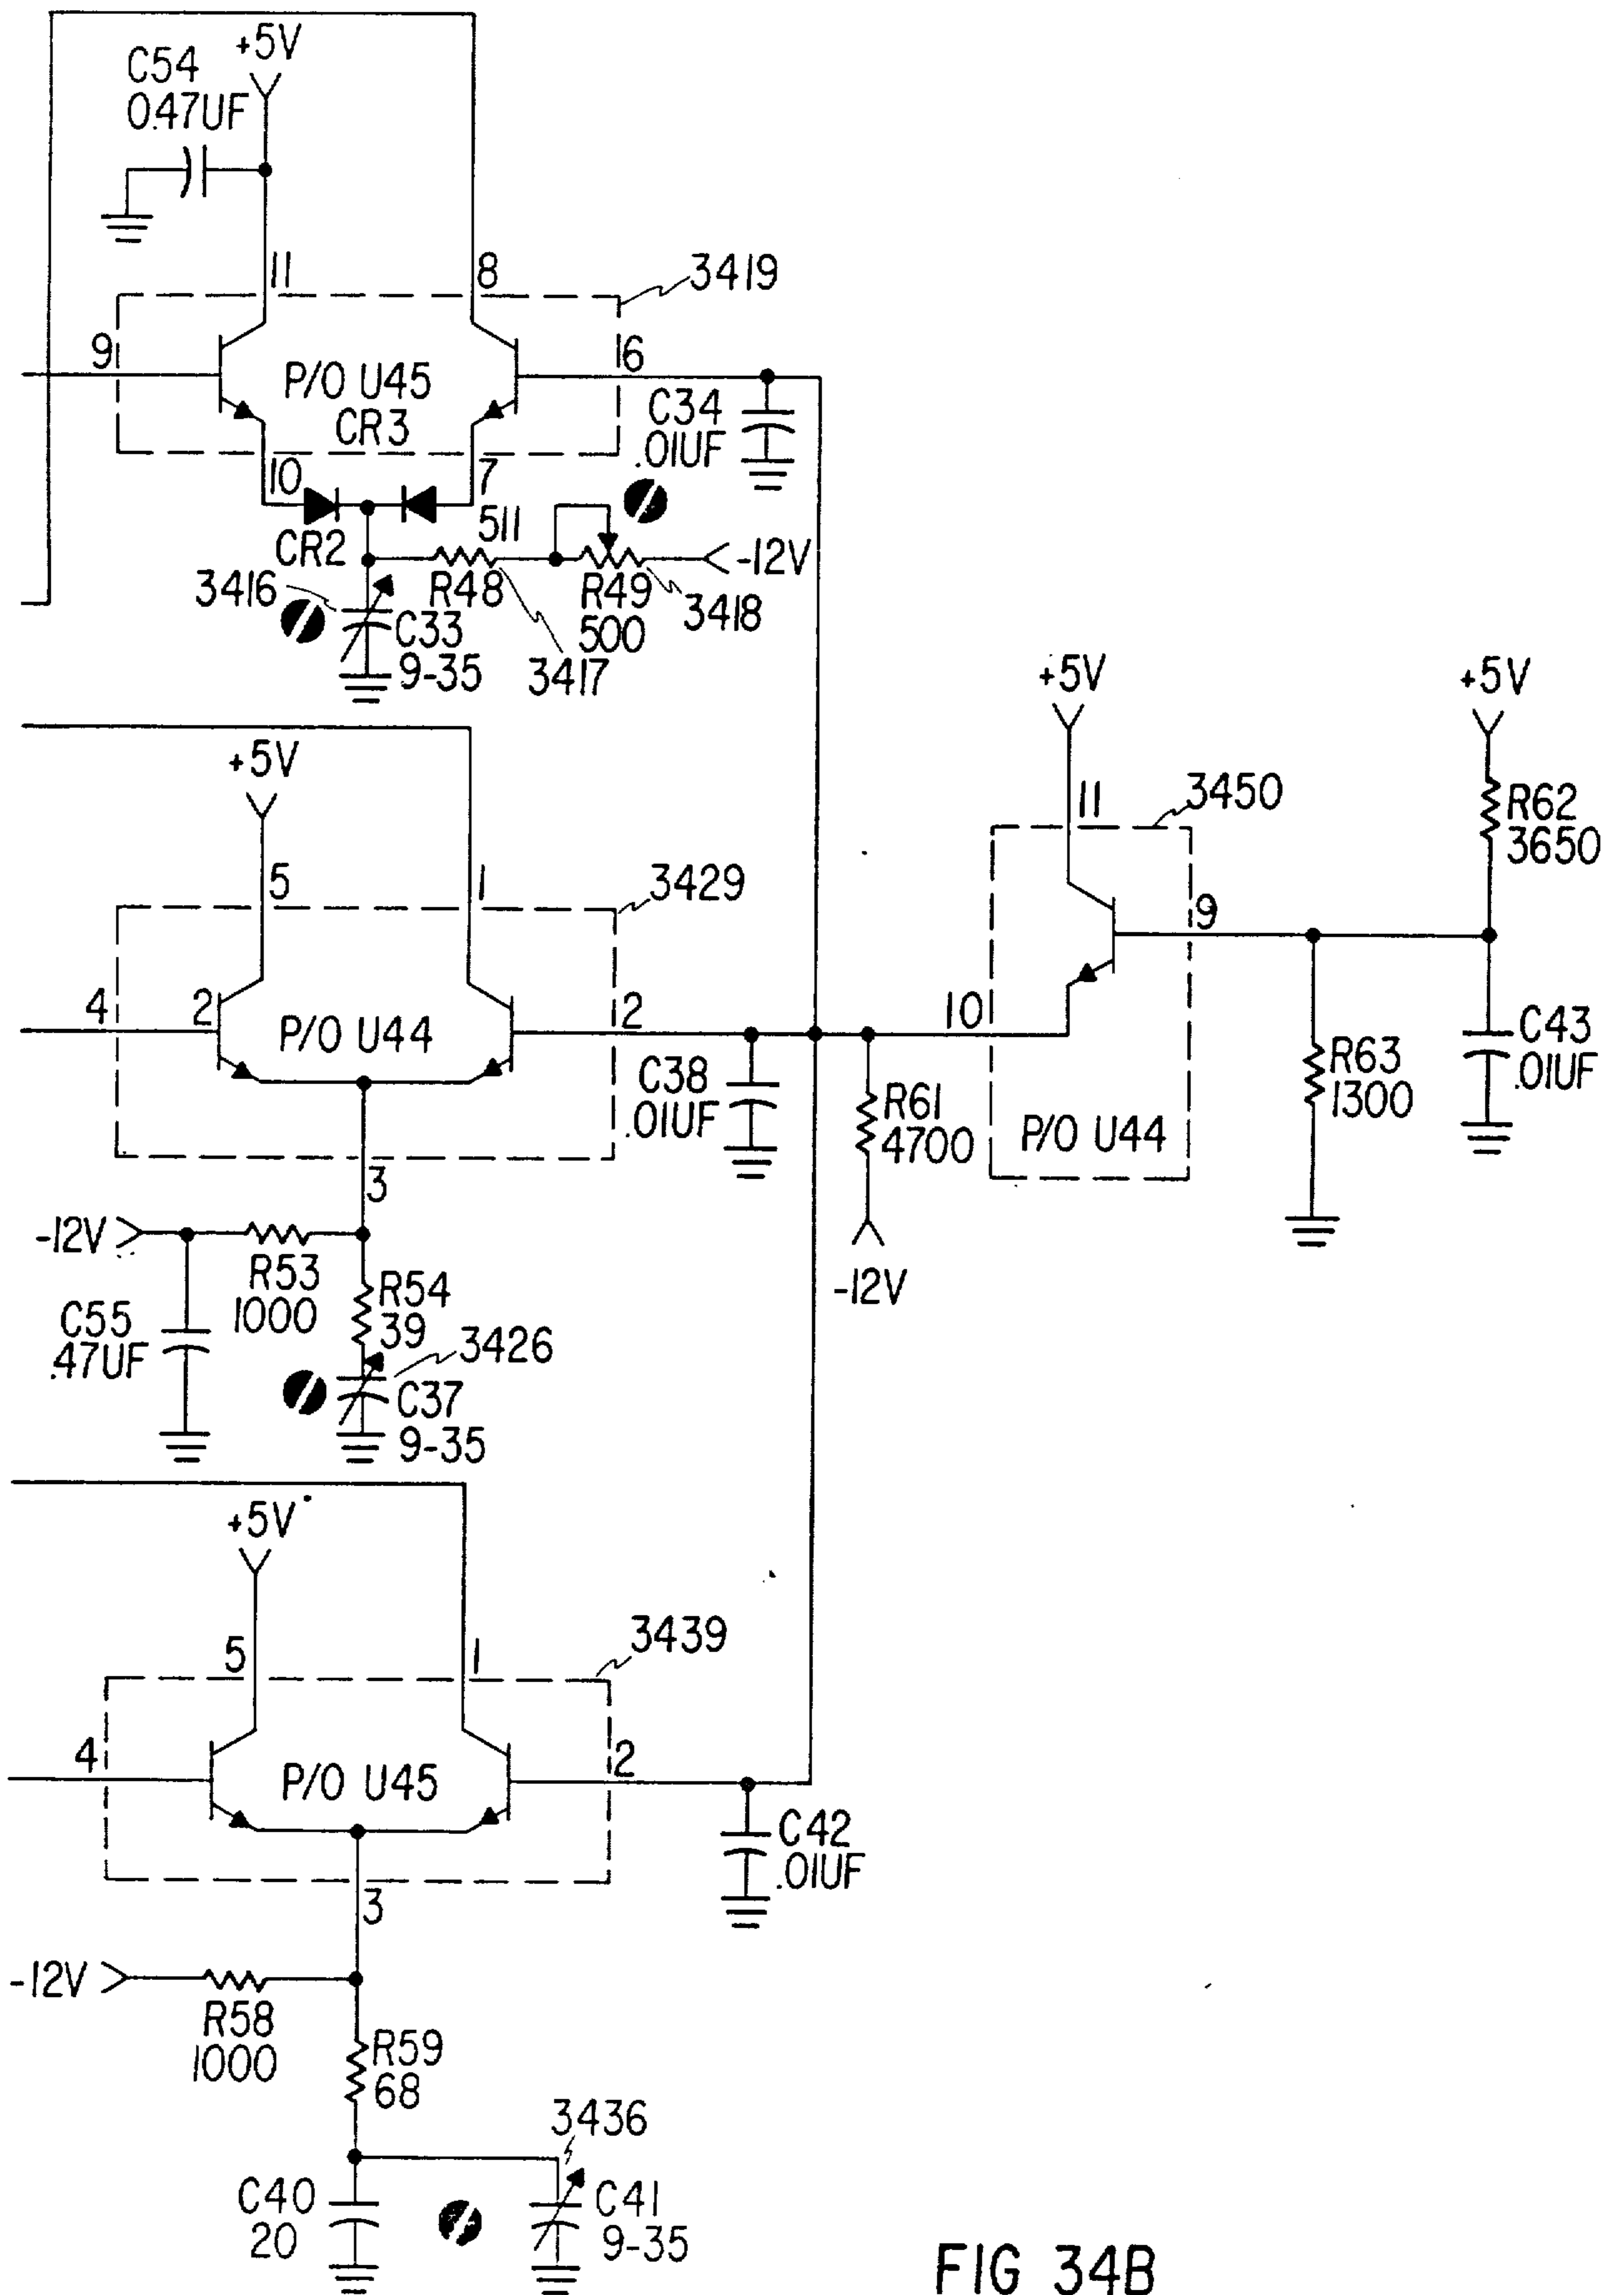 +5V
C54
0.47UF
11
8
3419
9
P/O U45
CR3
6
C34
.01UF
10
7
511
CR2
-12V
3416
R48
R49
500
3418
C33
9-35
3417
+5V
+5V
+5V
5
1
3429
11
3450
R62
3650
9
4
2
P/O U44
2
10
C38
.01UF
R61
4700
P/O U44
R63
1300
C43
.01UF
3
-12V
R53
1000
R54
39
-12V
C55
.47UF
3426
C37
9-35
+5V
5
1
3439
4
P/O U45
2
C42
.01UF
3
-12V
R58
1000
R59
68
3436
C40
20
C41
9-35
FIG 34B